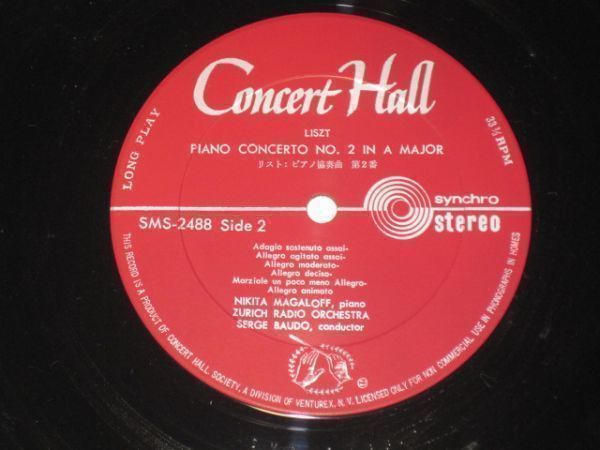 Concert Hall
LISZT
PIANO CONCERTO NO. 2 IN A MAJOR
リスト: ピアノ協奏曲 第2番
LONG PLAY
33 1/3 RPM
synchro
stereo
SMS-2488 Side 2
Adagio sostenuto assai-
Allegro agitato assai-
Allegro moderato-
Allegro deciso-
Marziale un poco meno Allegro-
Allegro animato
NIKITA MAGALOFF, piano
ZURICH RADIO ORCHESTRA
SERGE BAUDO, conductor
THIS RECORD IS A PRODUCT OF CONCERT HALL SOCIETY, A DIVISION OF VENTUREX, N. V. LICENSED ONLY FOR NON COMMERCIAL USE IN PHONOGRAPHS IN HOMES